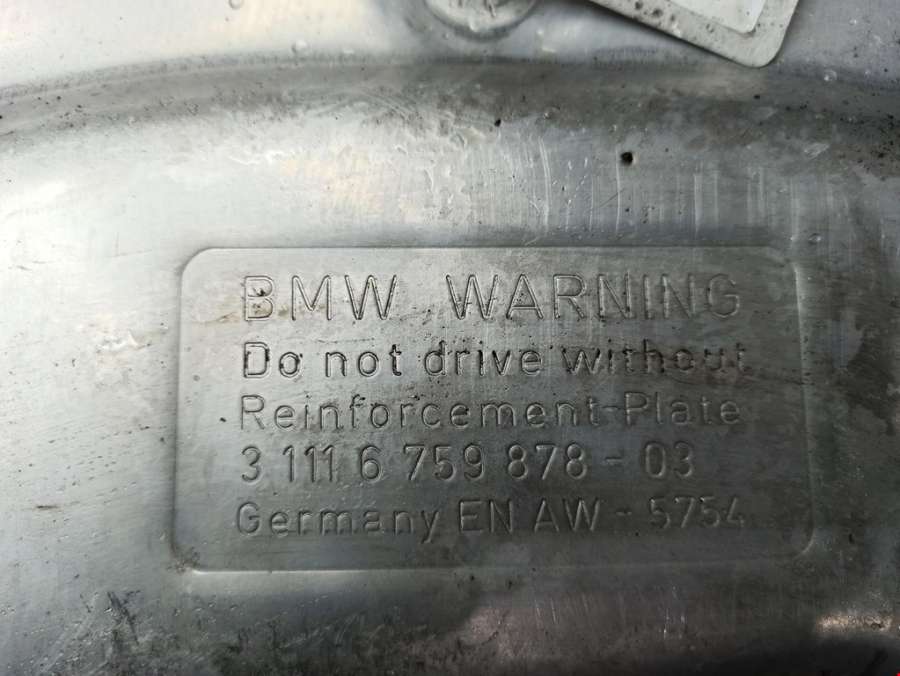 BMW WARNING
Do not drive without
Reinforcement-Plate
3 111 6 759 878 - 03
Germany EN AW - 5754